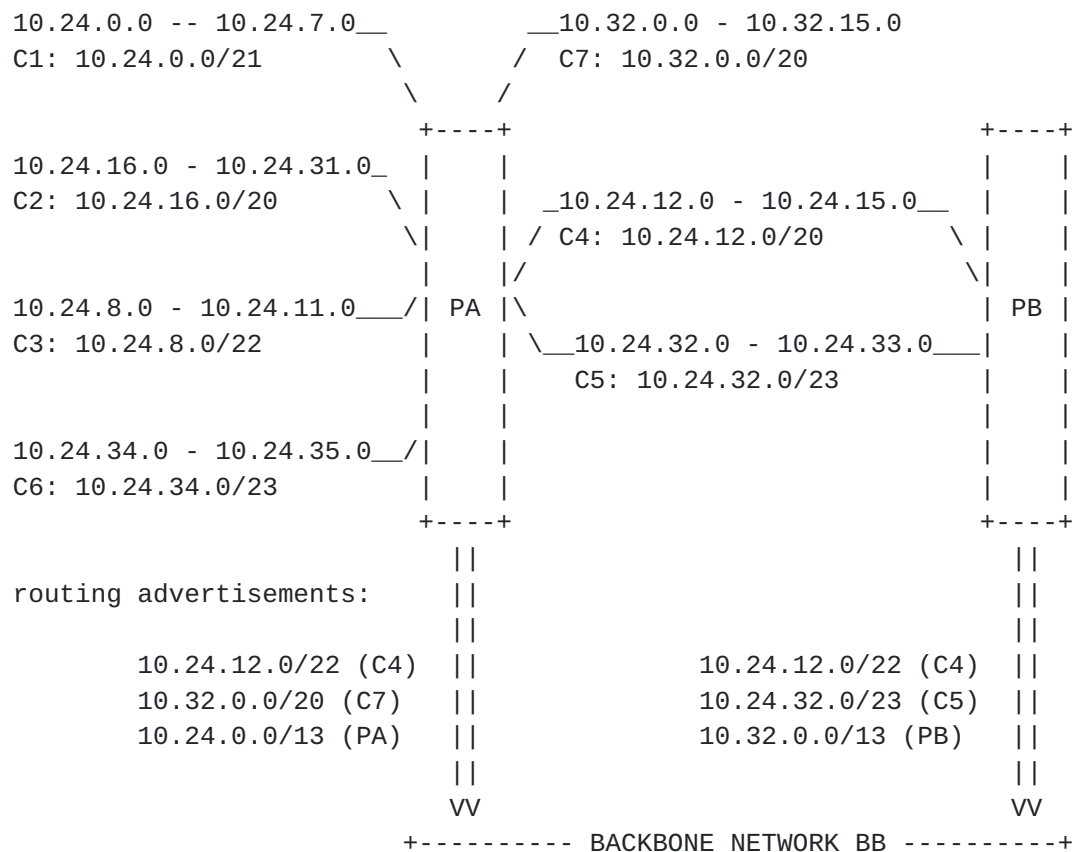 10.24.0.0 -- 10.24.7.0__         __10.32.0.0 - 10.32.15.0
C1: 10.24.0.0/21        \       /  C7: 10.32.0.0/20
                         \     /
                          +----+                              +----+
10.24.16.0 - 10.24.31.0_  |    |                              |    |
C2: 10.24.16.0/20       \ |    |  _10.24.12.0 - 10.24.15.0__  |    |
                         \|    | / C4: 10.24.12.0/20        \ |    |
                          |    |/                            \|    |
10.24.8.0 - 10.24.11.0___/| PA |\                             | PB |
C3: 10.24.8.0/22          |    | \__10.24.32.0 - 10.24.33.0___|    |
                          |    |    C5: 10.24.32.0/23         |    |
                          |    |                              |    |
10.24.34.0 - 10.24.35.0__/|    |                              |    |
C6: 10.24.34.0/23         |    |                              |    |
                          +----+                              +----+
                            ||                                  ||
routing advertisements:     ||                                  ||
                            ||                                  ||
        10.24.12.0/22 (C4)  ||              10.24.12.0/22 (C4)  ||
        10.32.0.0/20 (C7)   ||              10.24.32.0/23 (C5)  ||
        10.24.0.0/13 (PA)   ||              10.32.0.0/13 (PB)   ||
                            ||                                  ||
                            VV                                  VV
                         +---------- BACKBONE NETWORK BB ----------+